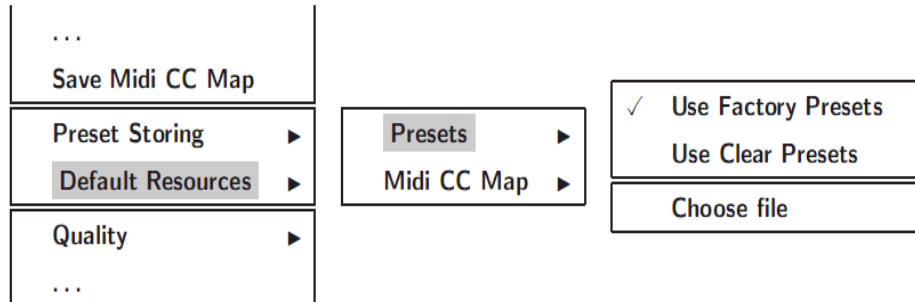 . . .
Save Midi CC Map
Preset Storing ▶
Default Resources ▶
Quality ▶
. . .
Presets ▶
Midi CC Map ▶
✓ Use Factory Presets
Use Clear Presets
Choose file